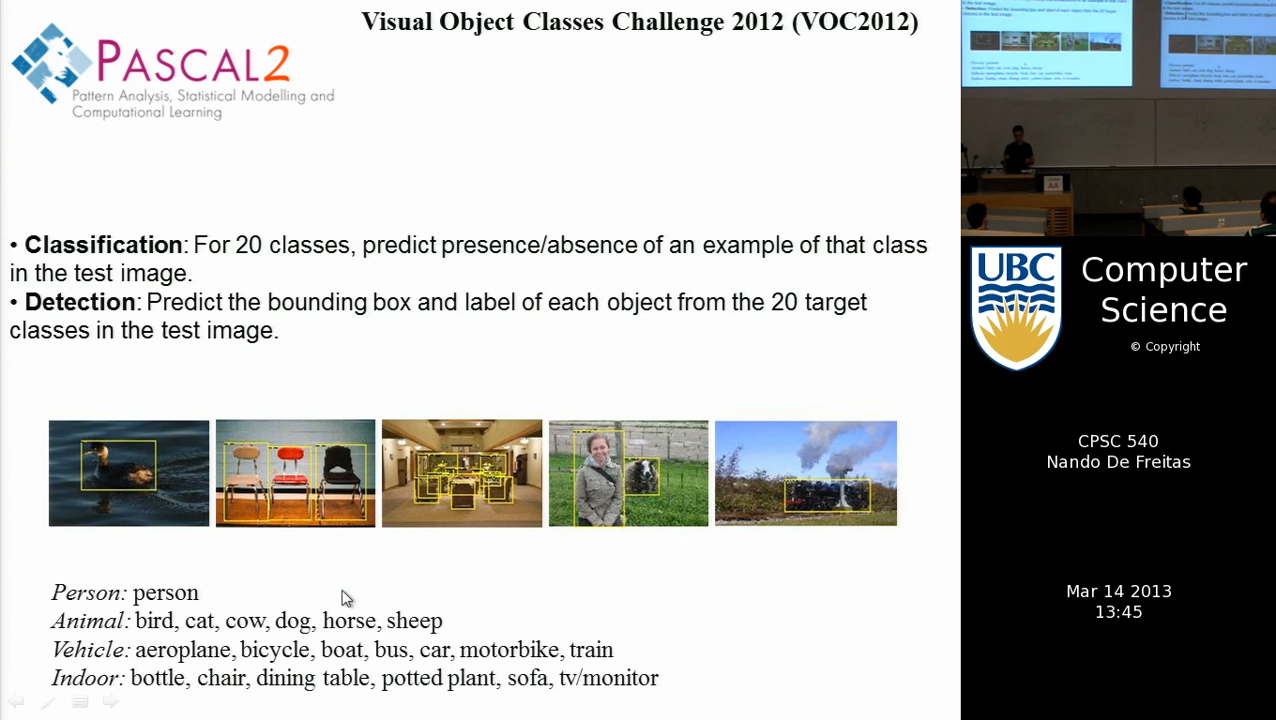 Visual Object Classes Challenge 2012 (VOC2012)
PASCAL2
Pattern Analysis, Statistical Modelling and
Computational Learning
• Classification: For 20 classes, predict presence/absence of an example of that class
in the test image.
• Detection: Predict the bounding box and label of each object from the 20 target
classes in the test image.
Person: person
Animal: bird, cat, cow, dog, horse, sheep
Vehicle: aeroplane, bicycle, boat, bus, car, motorbike, train
Indoor: bottle, chair, dining table, potted plant, sofa, tv/monitor
AA
UBC
Computer
Science
© Copyright
CPSC 540
Nando De Freitas
Mar 14 2013
13:45